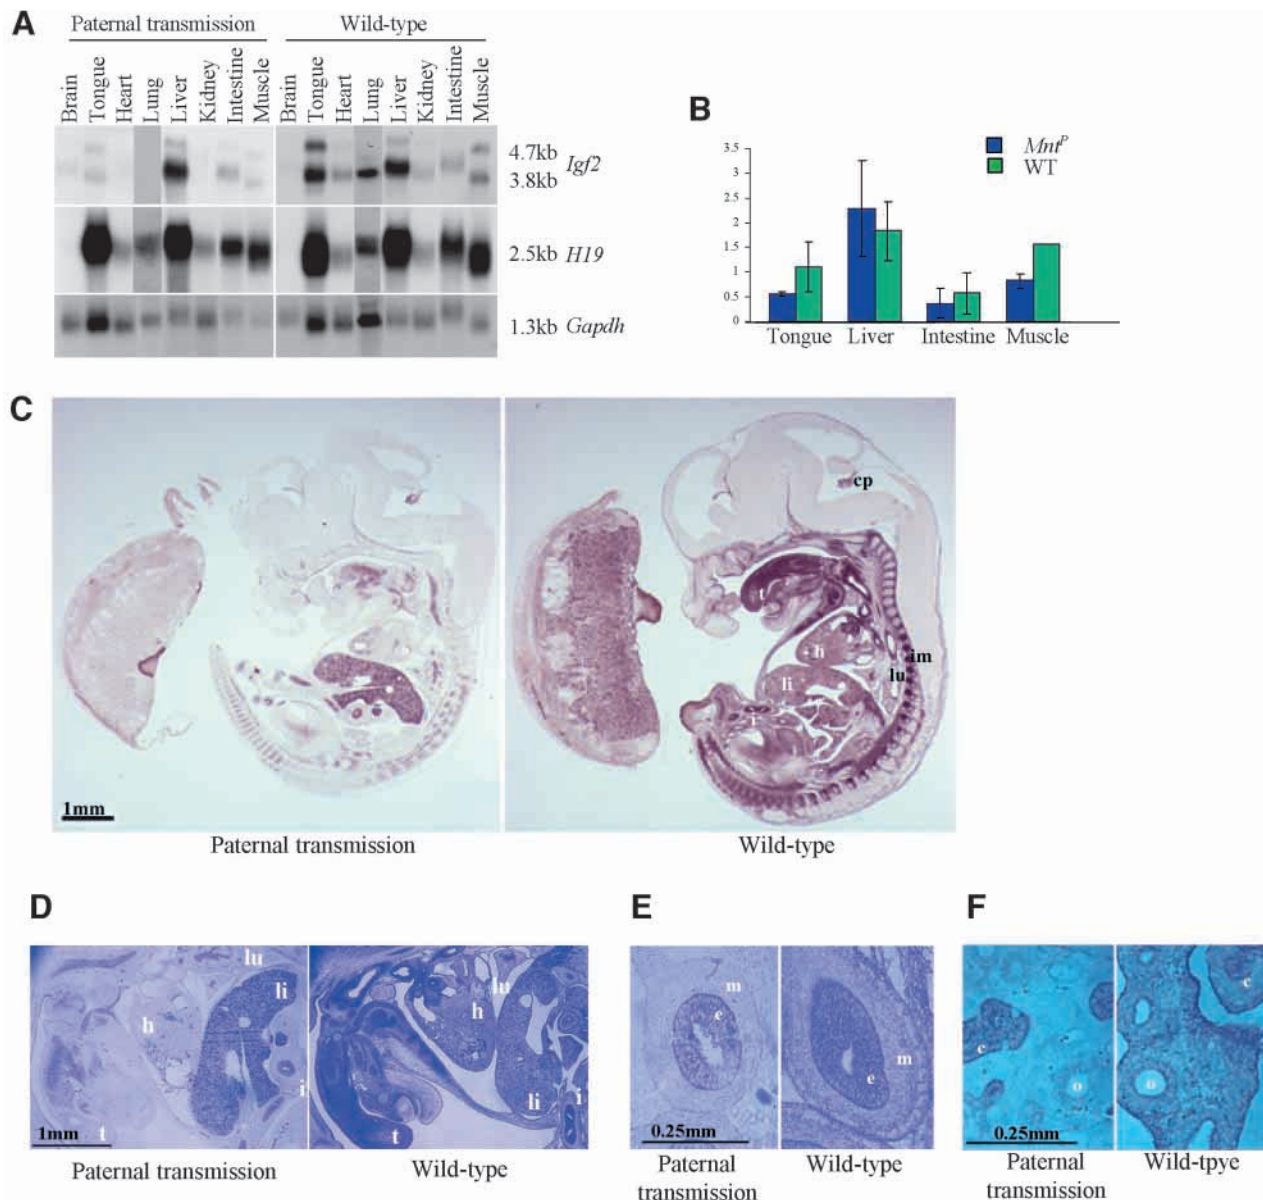 A
Paternal transmission
Wild-type
Brain
Tongue
Heart
Lung
Liver
Kidney
Intestine
Muscle
Brain
Tongue
Heart
Lung
Liver
Kidney
Intestine
Muscle
4.7kb
Igf2
3.8kb
2.5kb H19
1.3kb Gapdh
B
Mntᴾ
WT
3.5
3
2.5
2
1.5
1
0.5
0
Tongue Liver Intestine Muscle
C
cp
t
h
im
lu
li
i
1mm
Paternal transmission
Wild-type
D
lu
li
h
i
1mm
t
lu
h
li
i
t
Paternal transmission
Wild-type
E
m
e
0.25mm
m
e
Paternal transmission
Wild-type
F
c
o
0.25mm
c
o
Paternal transmission
Wild-tpye